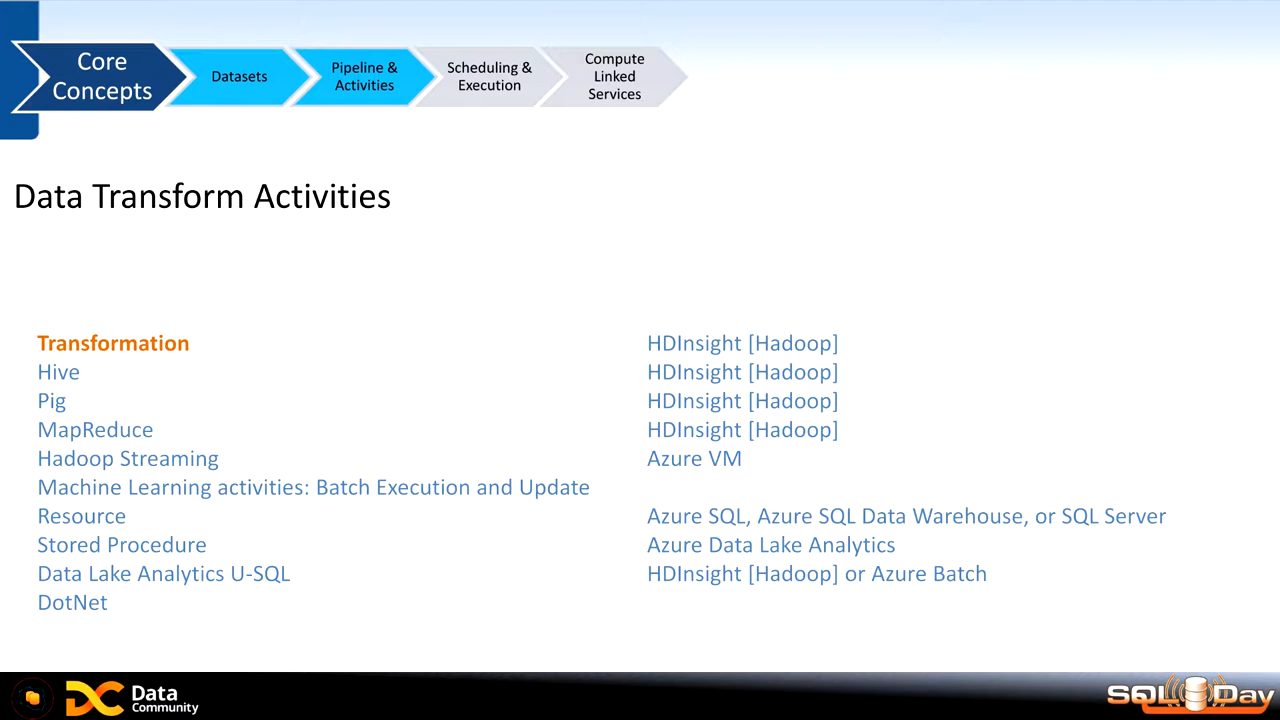 Core
Concepts
Datasets
Pipeline &
Activities
Scheduling &
Execution
Compute
Linked
Services
Data Transform Activities
Transformation
Hive
Pig
MapReduce
Hadoop Streaming
Machine Learning activities: Batch Execution and Update
Resource
Stored Procedure
Data Lake Analytics U-SQL
DotNet
HDInsight [Hadoop]
HDInsight [Hadoop]
HDInsight [Hadoop]
HDInsight [Hadoop]
Azure VM
Azure SQL, Azure SQL Data Warehouse, or SQL Server
Azure Data Lake Analytics
HDInsight [Hadoop] or Azure Batch
DC Data
Community
SQL Day